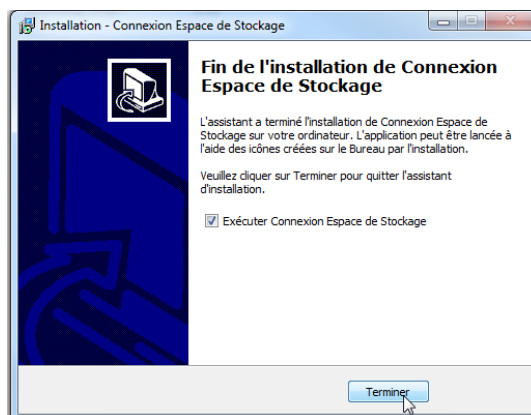 Installation - Connexion Espace de Stockage
Fin de l'installation de Connexion
Espace de Stockage
L'assistant a terminé l'installation de Connexion Espace de
Stockage sur votre ordinateur. L'application peut être lancée à
l'aide des icônes créées sur le Bureau par l'installation.
Veuillez cliquer sur Terminer pour quitter l'assistant
d'installation.
Exécuter Connexion Espace de Stockage
Terminer